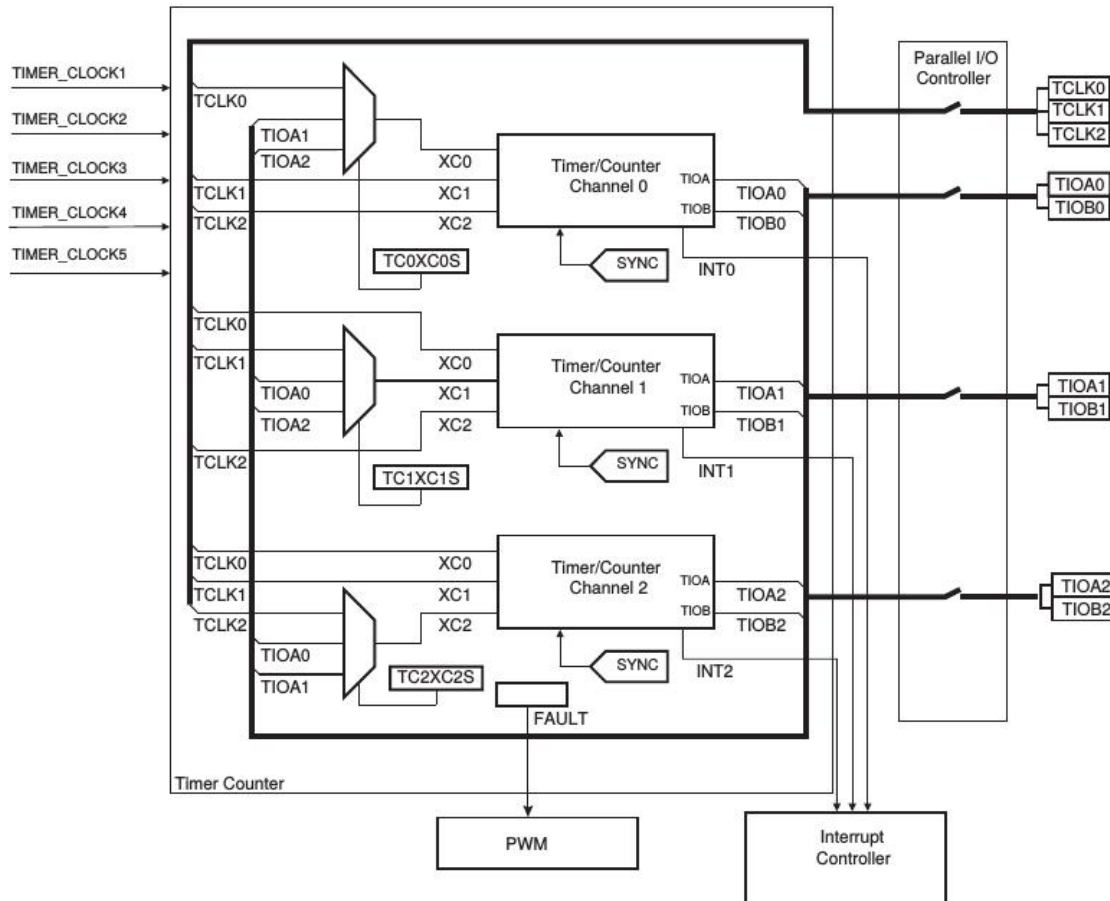 TIMER_CLOCK1
TIMER_CLOCK2
TIMER_CLOCK3
TIMER_CLOCK4
TIMER_CLOCK5
TCLK0
TIOA1
TIOA2
TCLK1
TCLK2
XC0
XC1
XC2
Timer/Counter
Channel 0
TIOA
TIOB
TIOA0
TIOB0
TC0XC0S
SYNC
INT0
TCLK0
TCLK1
TIOA0
TIOA2
TCLK2
XC0
XC1
XC2
Timer/Counter
Channel 1
TIOA
TIOB
TIOA1
TIOB1
TC1XC1S
SYNC
INT1
TCLK0
TCLK1
TCLK2
TIOA0
TIOA1
XC0
XC1
XC2
Timer/Counter
Channel 2
TIOA
TIOB
TIOA2
TIOB2
TC2XC2S
SYNC
INT2
FAULT
Timer Counter
PWM
Interrupt
Controller
Parallel I/O
Controller
TCLK0
TCLK1
TCLK2
TIOA0
TIOB0
TIOA1
TIOB1
TIOA2
TIOB2